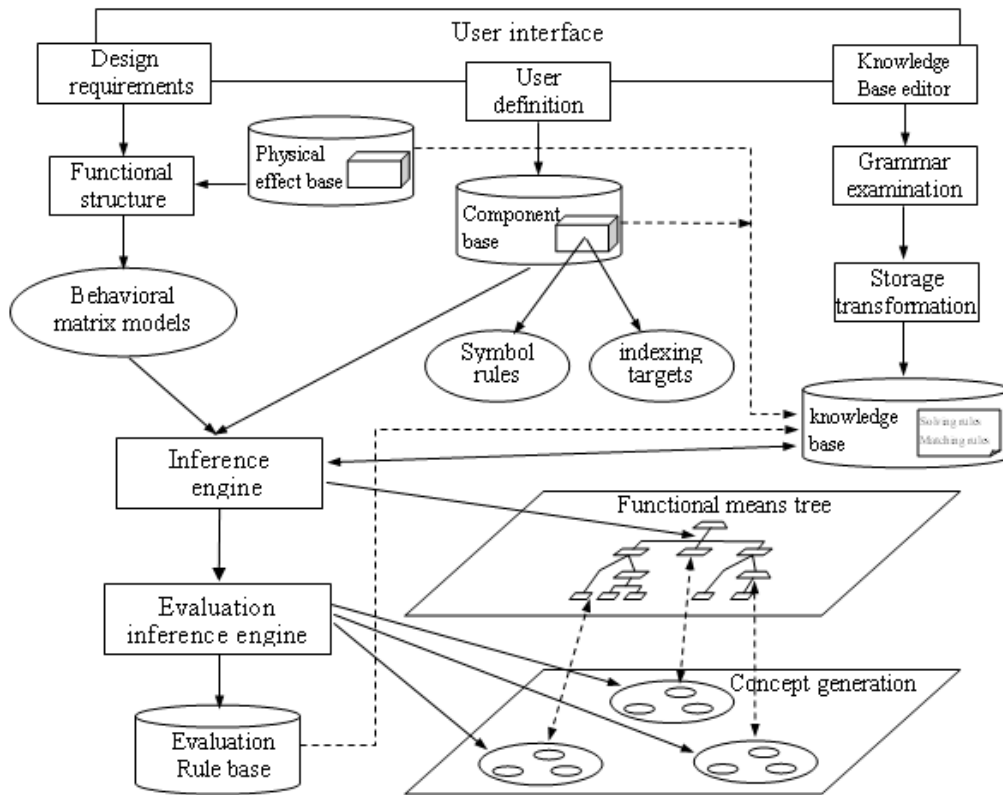 User interface
Design
requirements
User
definition
Knowledge
Base editor
Physical
effect base
Functional
structure
Grammar
examination
Component
base
Behavioral
matrix models
Storage
transformation
Symbol
rules
indexing
targets
knowledge
base
Solving rules
Matching rules
Inference
engine
Functional means tree
Evaluation
inference engine
Concept generation
Evaluation
Rule base